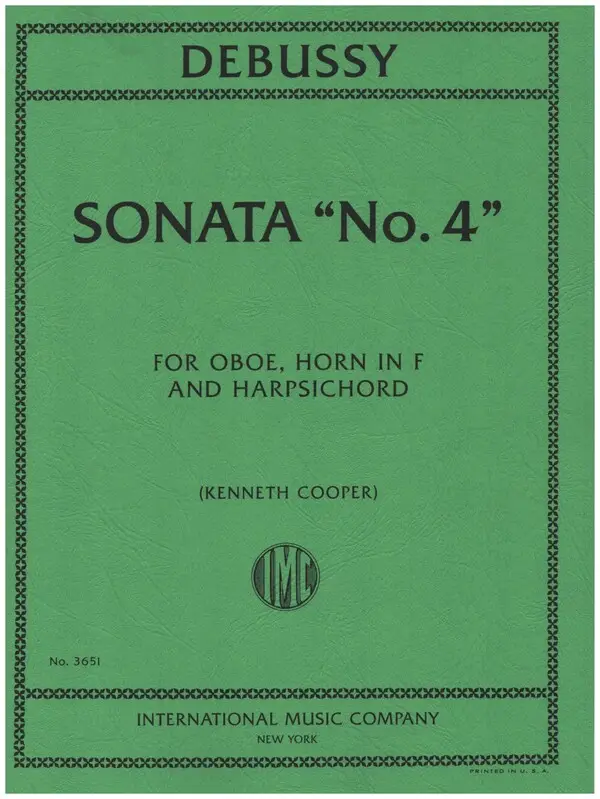 DEBUSSY
SONATA “No. 4”
FOR OBOE, HORN IN F
AND HARPSICHORD
(KENNETH COOPER)
IMC
No. 3651
INTERNATIONAL MUSIC COMPANY
NEW YORK
PRINTED IN U. S. A.